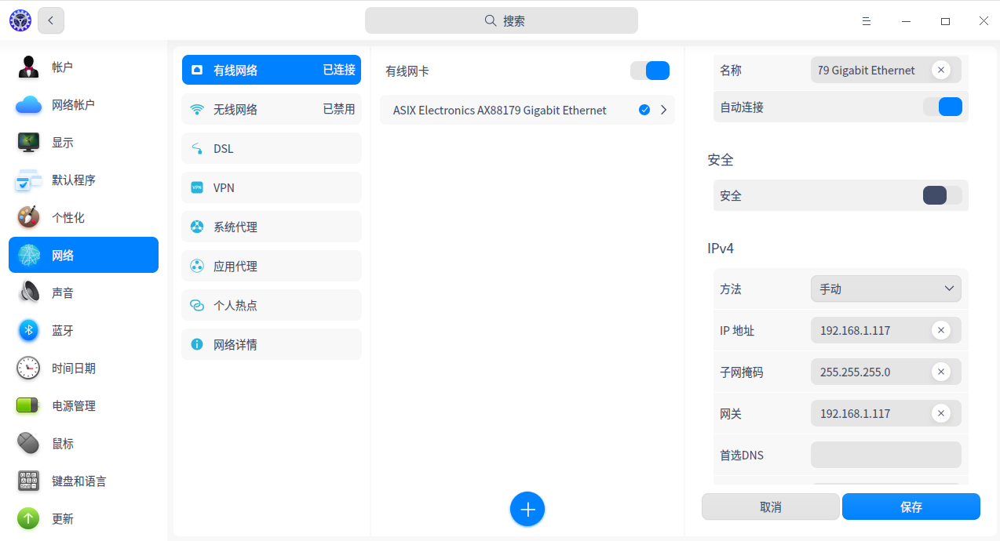 搜索
帐户
网络帐户
显示
默认程序
个性化
网络
声音
蓝牙
时间日期
电源管理
鼠标
键盘和语言
更新
有线网络 已连接
无线网络 已禁用
DSL
VPN
系统代理
应用代理
个人热点
网络详情
有线网卡
ASIX Electronics AX88179 Gigabit Ethernet
名称 79 Gigabit Ethernet
自动连接
安全
安全
IPv4
方法 手动
IP 地址 192.168.1.117
子网掩码 255.255.255.0
网关 192.168.1.117
首选DNS
取消 保存